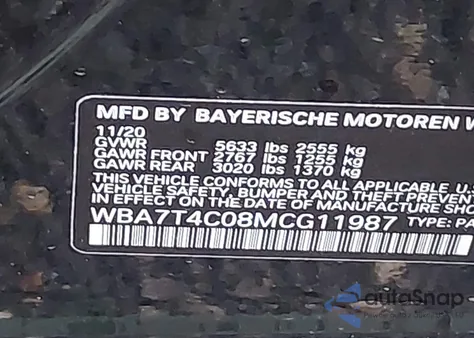 MFD BY BAYERISCHE MOTOREN W
11/20
GVWR 5633 lbs 2555 kg
GAWR FRONT 2767 lbs 1255 kg
GAWR REAR 3020 lbs 1370 kg
THIS VEHICLE CONFORMS TO ALL APPLICABLE U.S
VEHICLE SAFETY, BUMPER AND THEFT PREVENT
IN EFFECT ON THE DATE OF MANUFACTURE SHO
WBA7T4C08MCG11987 TYPE: PA
autoSnap